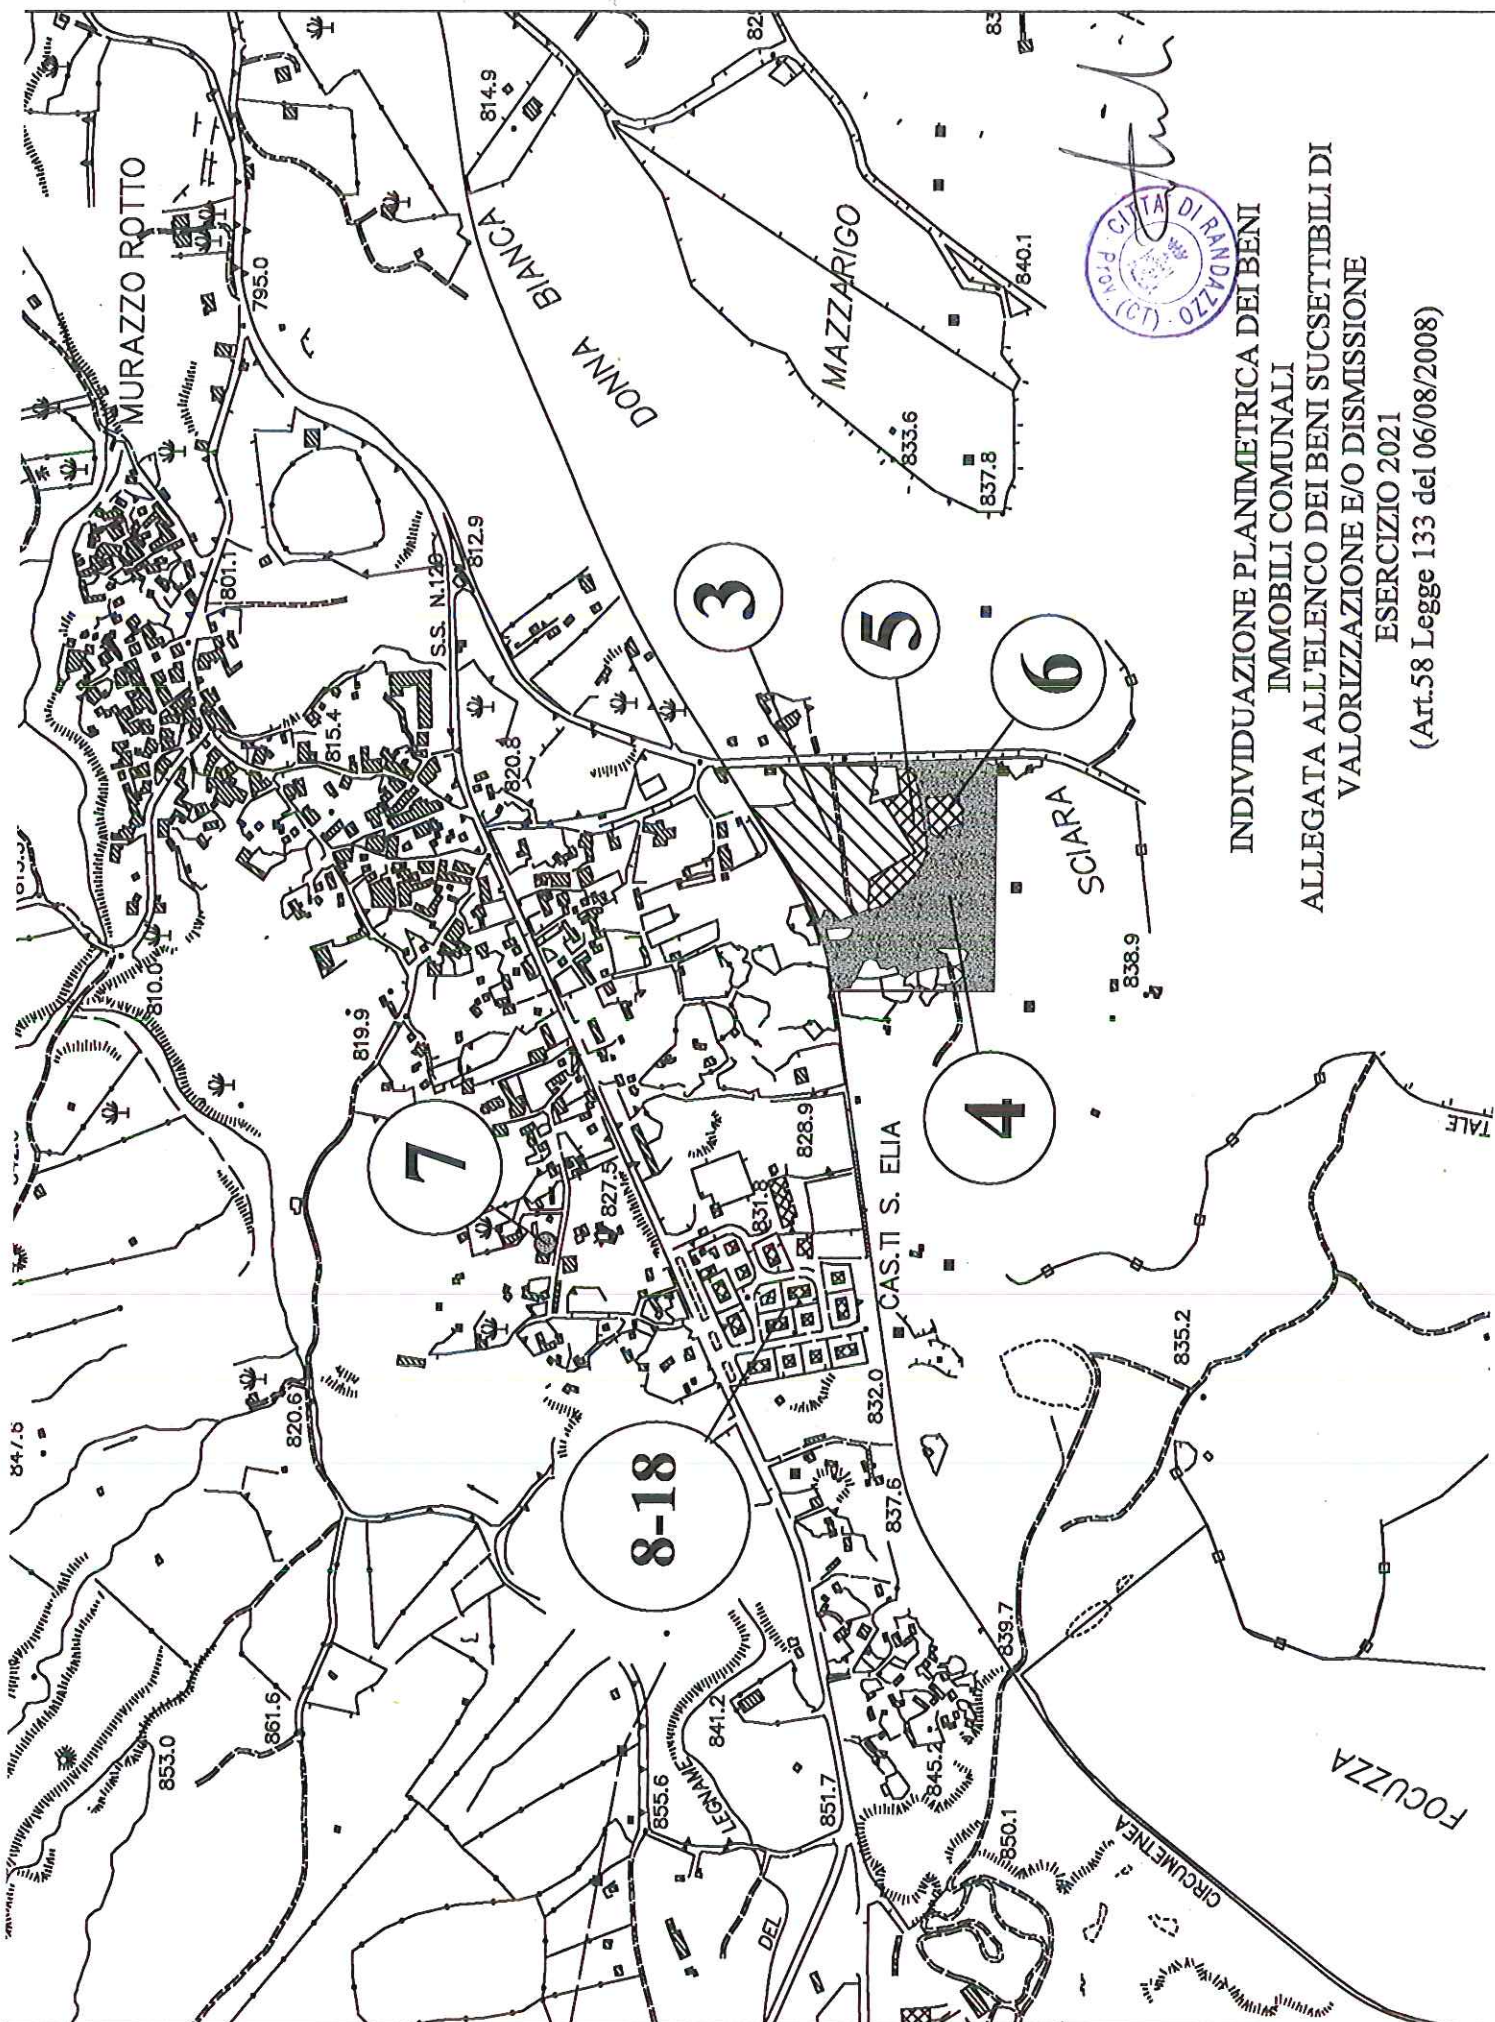 MURAZZO ROTTO
795.0
801.1
815.4
810.0
819.9
S.S. N.120
812.9
820.8
814.9
DONNA BIANCA
MAZZARIGO
833.6
837.8
840.1
3
5
6
4
7
8-18
SCIARA
838.9
828.9
831.8
827.5
CAS.TI S. ELIA
832.0
837.6
835.2
839.7
820.6
847.6
861.6
853.0
855.6
841.2
DEL LEGNAME
851.7
845.2
850.1
CIRCUMETNEA
FOCUZZA
TALE
CITTA' DI RANDAZZO
Prov. (CT)
INDIVIDUAZIONE PLANIMETRICA DEI BENI
IMMOBILI COMUNALI
ALLEGATA ALL'ELENCO DEI BENI SUCSETTIBILI DI
VALORIZZAZIONE E/O DISMISSIONE
ESERCIZIO 2021
(Art.58 Legge 133 del 06/08/2008)